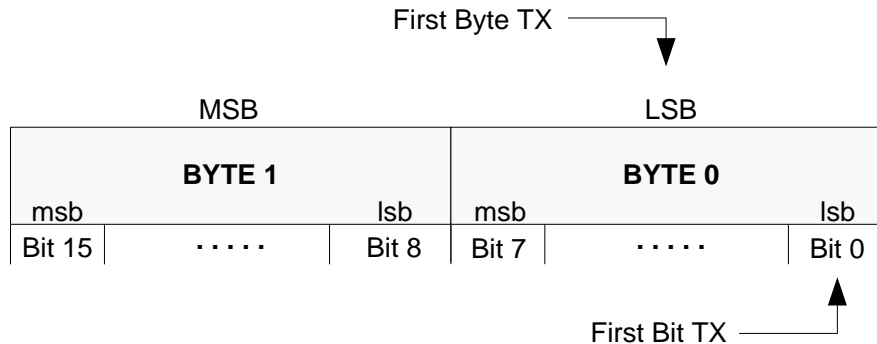 First Byte TX
MSB LSB
BYTE 1 BYTE 0
msb lsb msb lsb
Bit 15 ..... Bit 8 Bit 7 ..... Bit 0
First Bit TX